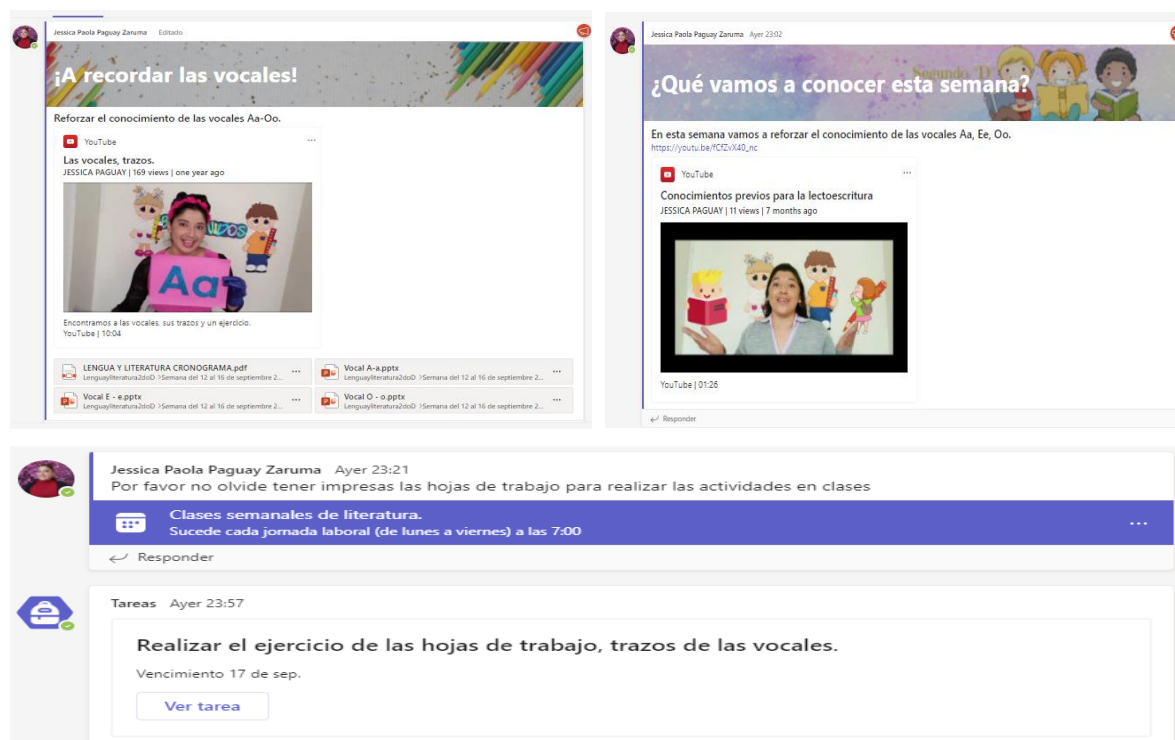 Jessica Paola Paguay Zaruma Editado
¡A recordar las vocales!
Reforzar el conocimiento de las vocales Aa-Oo.
YouTube
Las vocales, trazos.
JESSICA PAGUAY | 169 views | one year ago
Aa
Encontramos a las vocales, sus trazos y un ejercicio.
YouTube | 10:04
LENGUA Y LITERATURA CRONOGRAMA.pdf
Lenguayliteratura2doD >Semana del 12 al 16 de septiembre 2...
Vocal A-a.pptx
Lenguayliteratura2doD >Semana del 12 al 16 de septiembre 2...
Vocal E - e.pptx
Lenguayliteratura2doD >Semana del 12 al 16 de septiembre 2...
Vocal O - o.pptx
Lenguayliteratura2doD >Semana del 12 al 16 de septiembre 2...
Jessica Paola Paguay Zaruma Ayer 23:02
Segundo "D"
¿Qué vamos a conocer esta semana?
En esta semana vamos a reforzar el conocimiento de las vocales Aa, Ee, Oo.
https://youtu.be/fCfZvX40_nc
YouTube
Conocimientos previos para la lectoescritura
JESSICA PAGUAY | 11 views | 7 months ago
YouTube | 01:26
Responder
Jessica Paola Paguay Zaruma Ayer 23:21
Por favor no olvide tener impresas las hojas de trabajo para realizar las actividades en clases
Clases semanales de literatura.
Sucede cada jornada laboral (de lunes a viernes) a las 7:00
Responder
Tareas Ayer 23:57
Realizar el ejercicio de las hojas de trabajo, trazos de las vocales.
Vencimiento 17 de sep.
Ver tarea